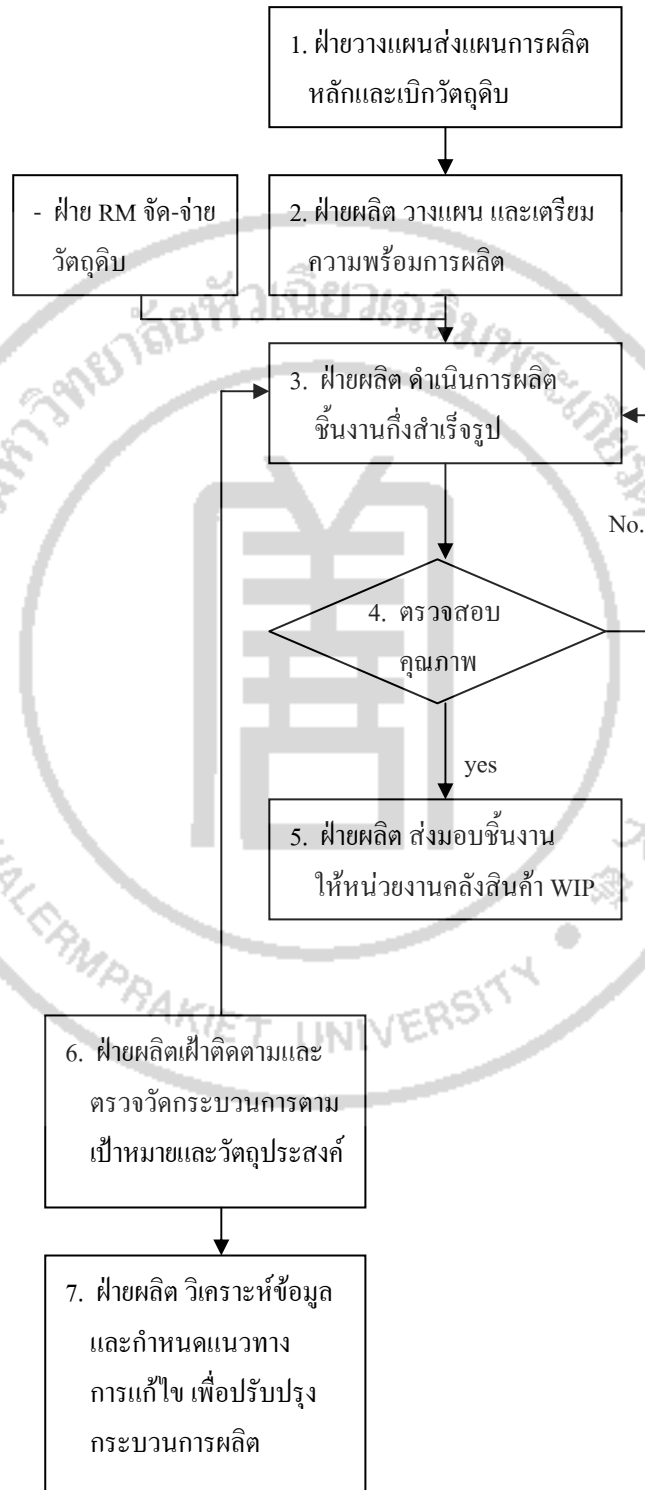 1. ฝ่ายวางแผนส่งแผนการผลิต
หลักและเบิกวัตถุดิบ
- ฝ่าย RM จัด-จ่าย
วัตถุดิบ
2. ฝ่ายผลิต วางแผน และเตรียม
ความพร้อมการผลิต
3. ฝ่ายผลิต ดำเนินการผลิต
ชิ้นงานกึ่งสำเร็จรูป
No.
4. ตรวจสอบ
คุณภาพ
yes
5. ฝ่ายผลิต ส่งมอบชิ้นงาน
ให้หน่วยงานคลังสินค้า WIP
6. ฝ่ายผลิตเฝ้าติดตามและ
ตรวจวัดกระบวนการตาม
เป้าหมายและวัตถุประสงค์
7. ฝ่ายผลิต วิเคราะห์ข้อมูล
และกำหนดแนวทาง
การแก้ไข เพื่อปรับปรุง
กระบวนการผลิต
UNIVERSITY